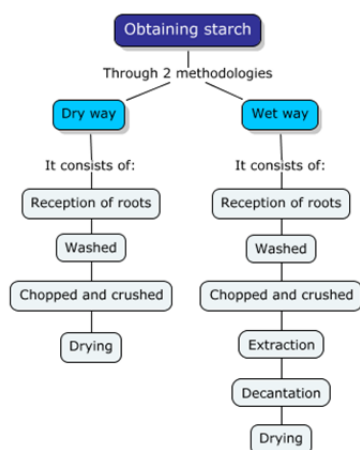 Obtaining starch
Through 2 methodologies
Dry way
It consists of:
Reception of roots
Washed
Chopped and crushed
Drying
Wet way
It consists of:
Reception of roots
Washed
Chopped and crushed
Extraction
Decantation
Drying